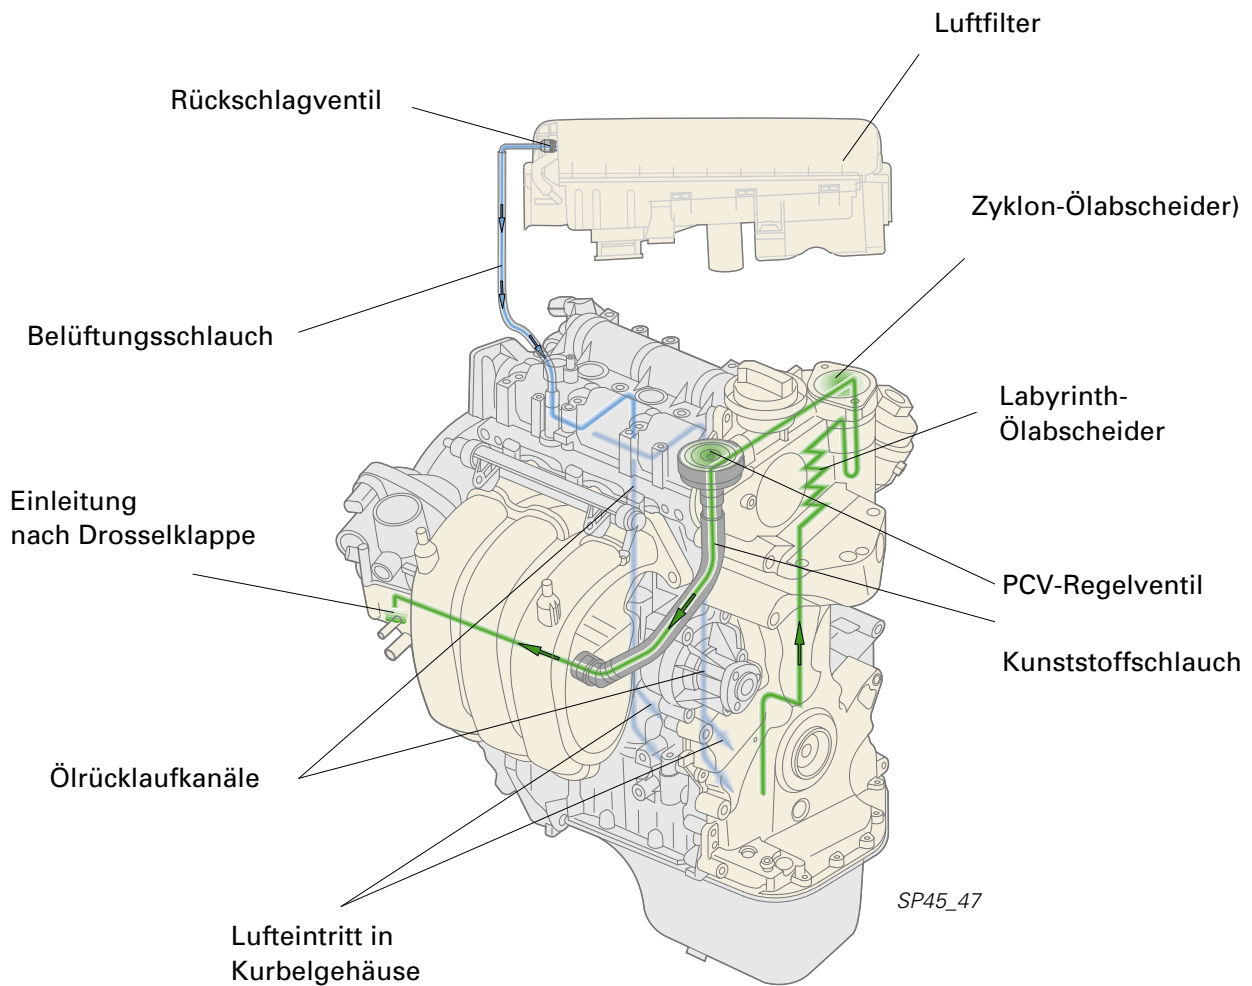 Luftfilter
Rückschlagventil
Zyklon-Ölabscheider)
Belüftungsschlauch
Labyrinth-
Ölabscheider
Einleitung
nach Drosselklappe
PCV-Regelventil
Kunststoffschlauch
Ölrücklaufkanäle
SP45_47
Lufteintritt in
Kurbelgehäuse